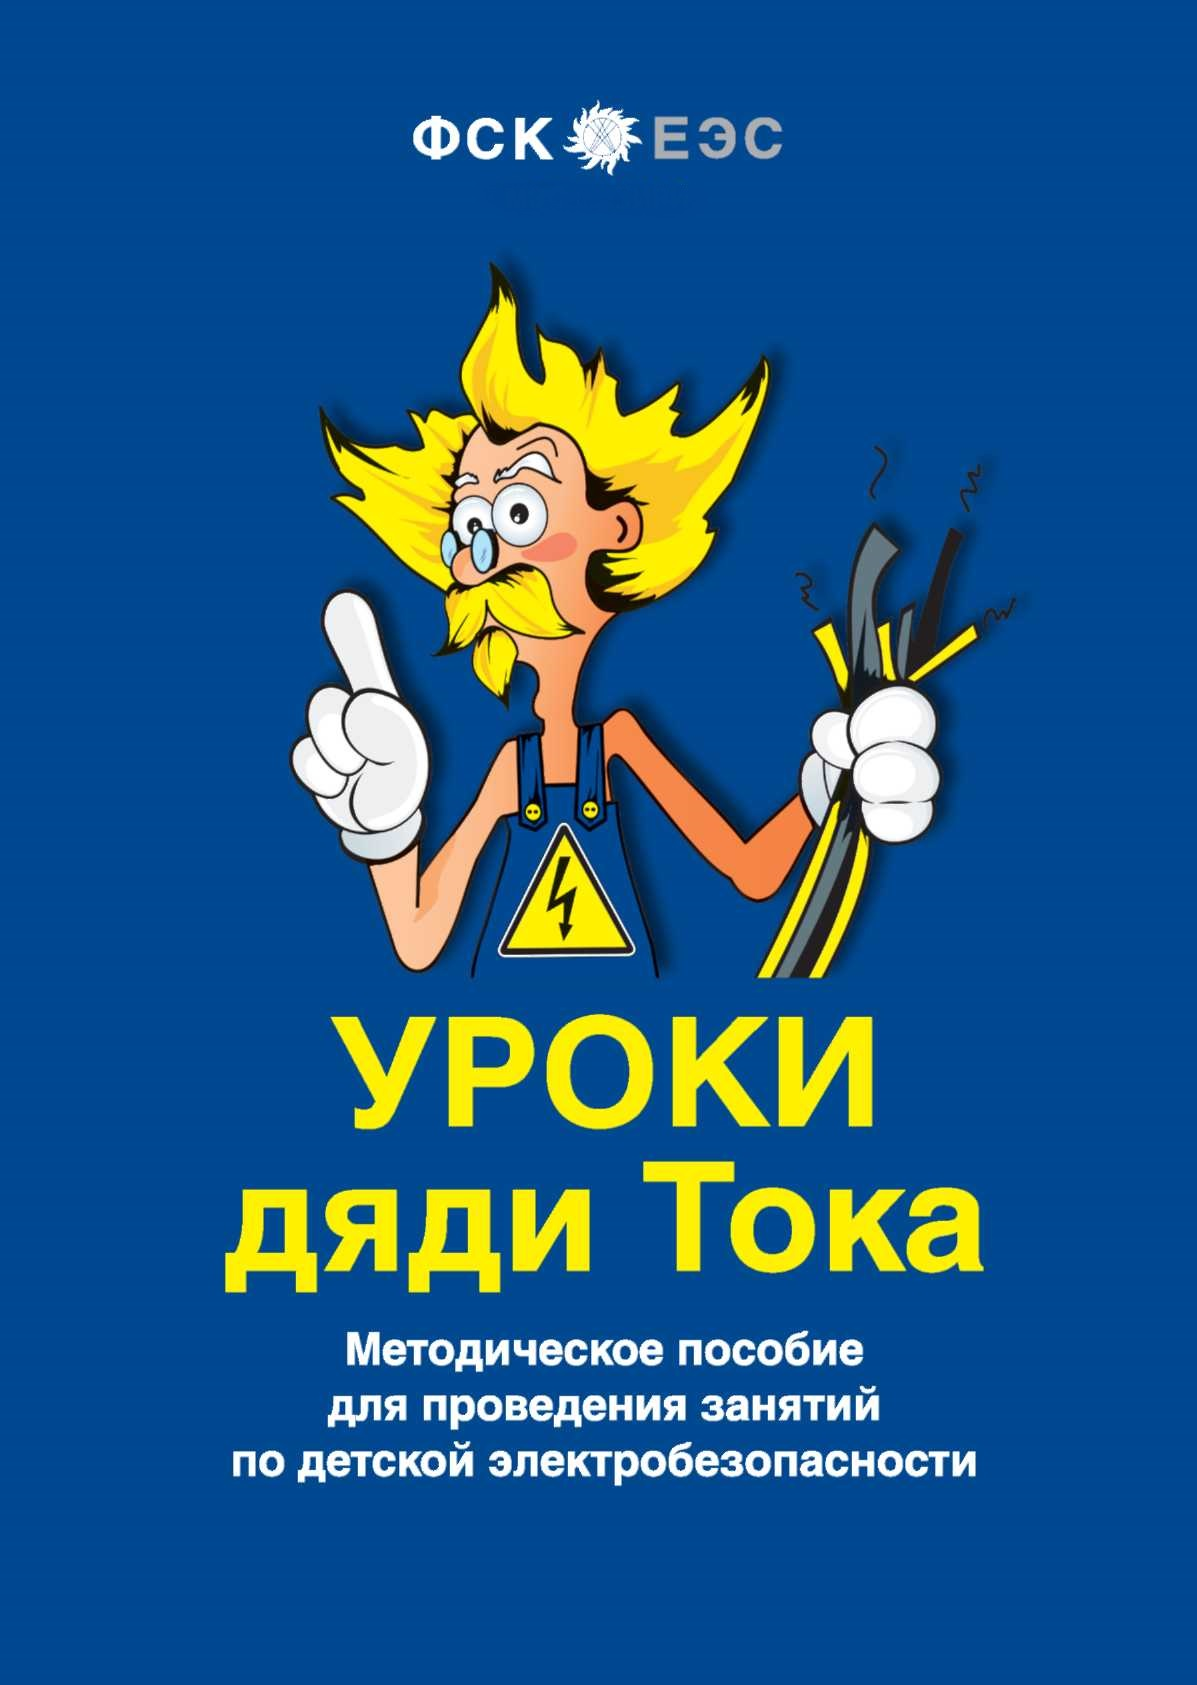 ФСК ЕЭС
УРОКИ
дяди Тока
Методическое пособие
для проведения занятий
по детской электробезопасности